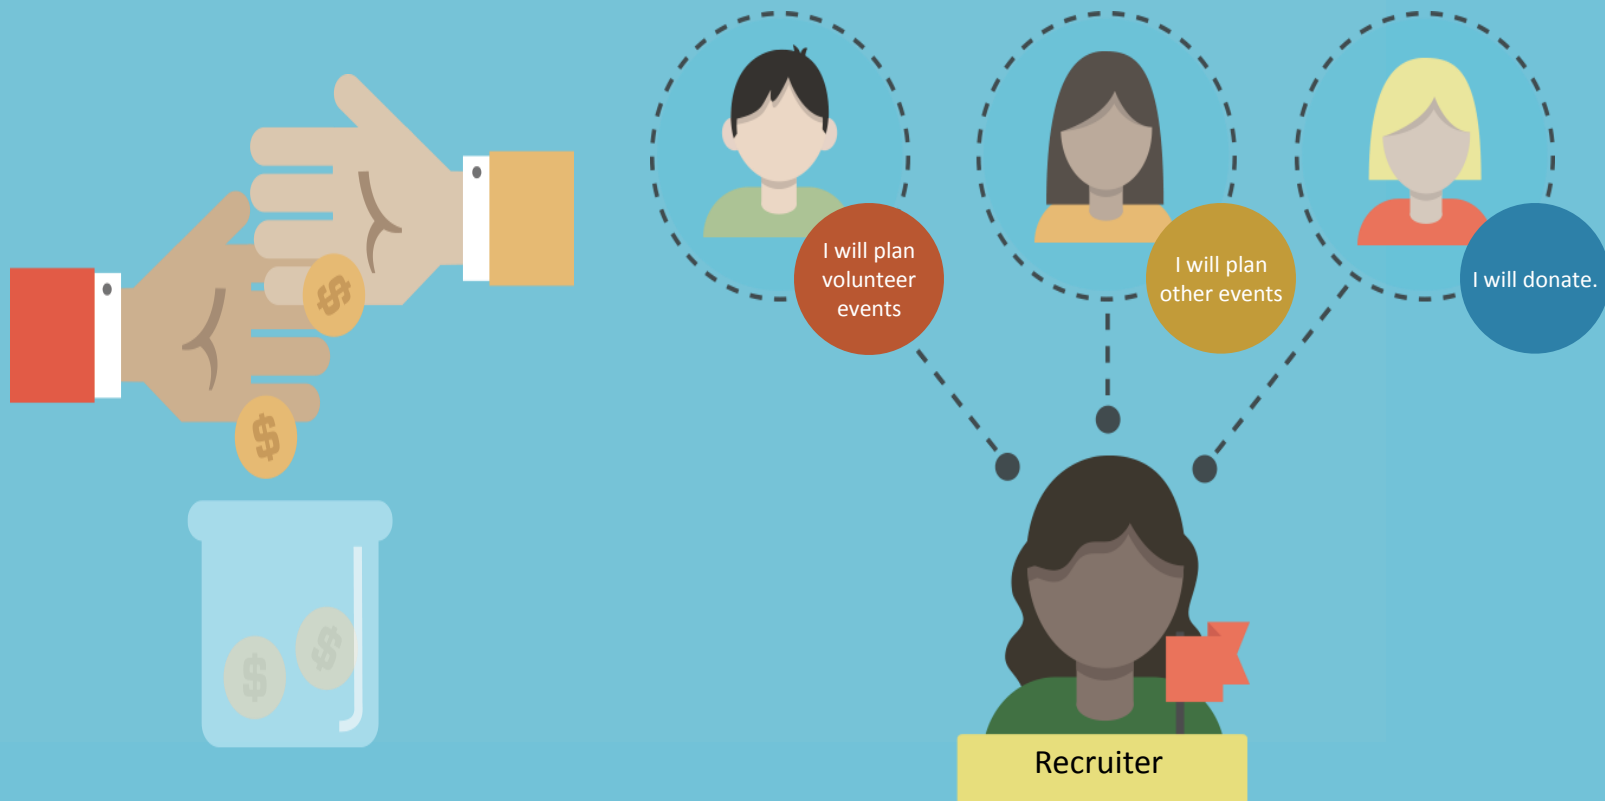 I will plan
volunteer
events
I will plan
other events
I will donate.
$
$
$
$
Recruiter